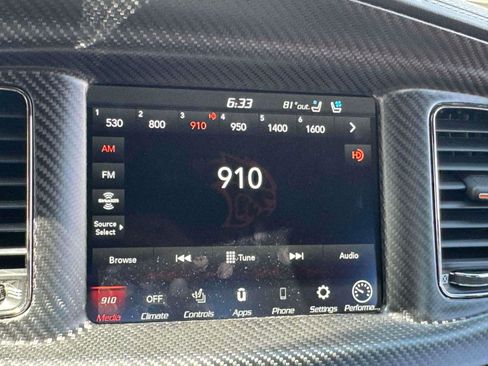 6:33 81°out.
1 2 3 4 5 6
530 800 910 950 1400 1600
AM
FM
910
Source
Select
Browse Tune Audio
910 OFF
Media Climate Controls Apps Phone Settings Performa...